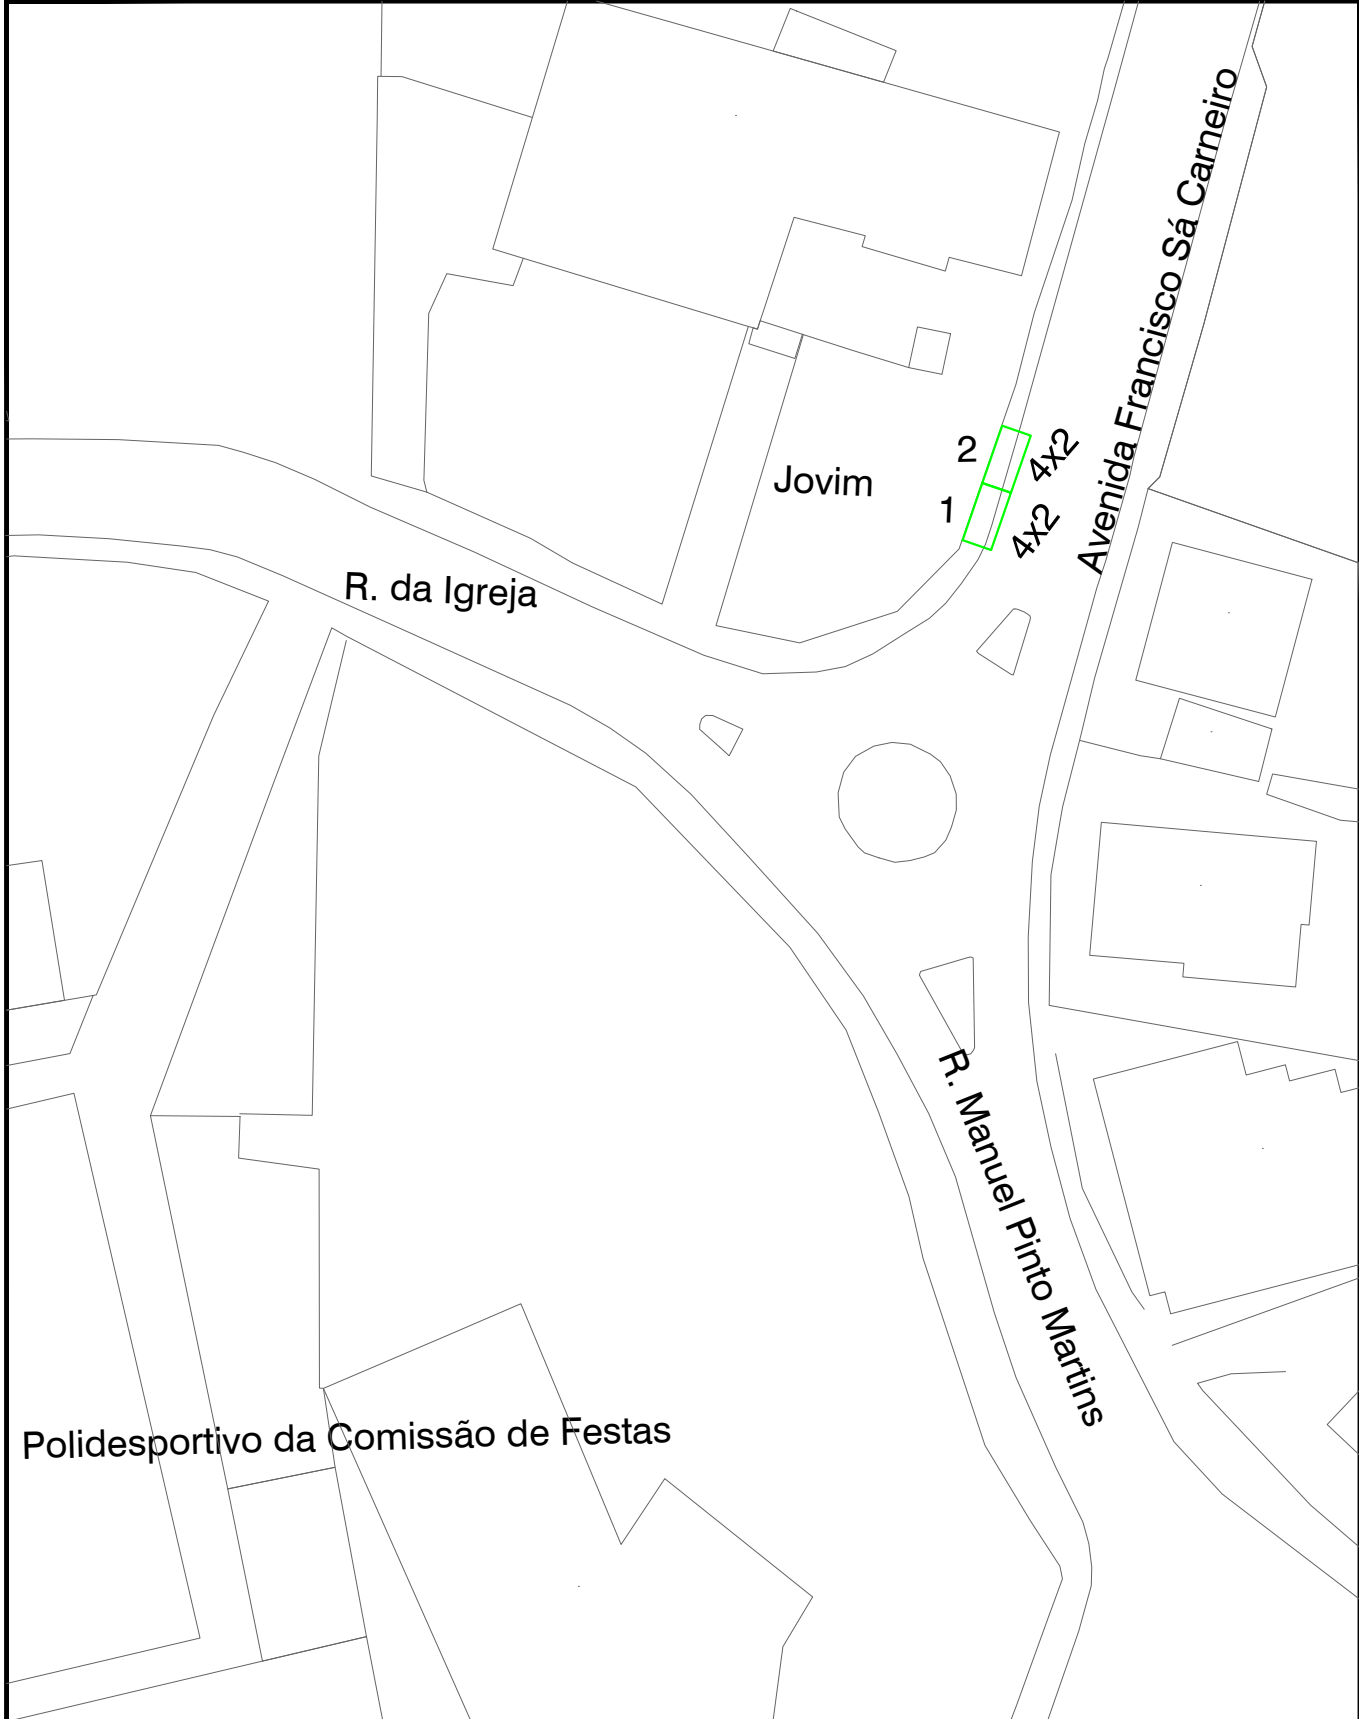 Avenida Francisco Sá Carneiro
2
4x2
Jovim
1
4x2
R. da Igreja
R. Manuel Pinto Martins
Polidesportivo da Comissão de Festas